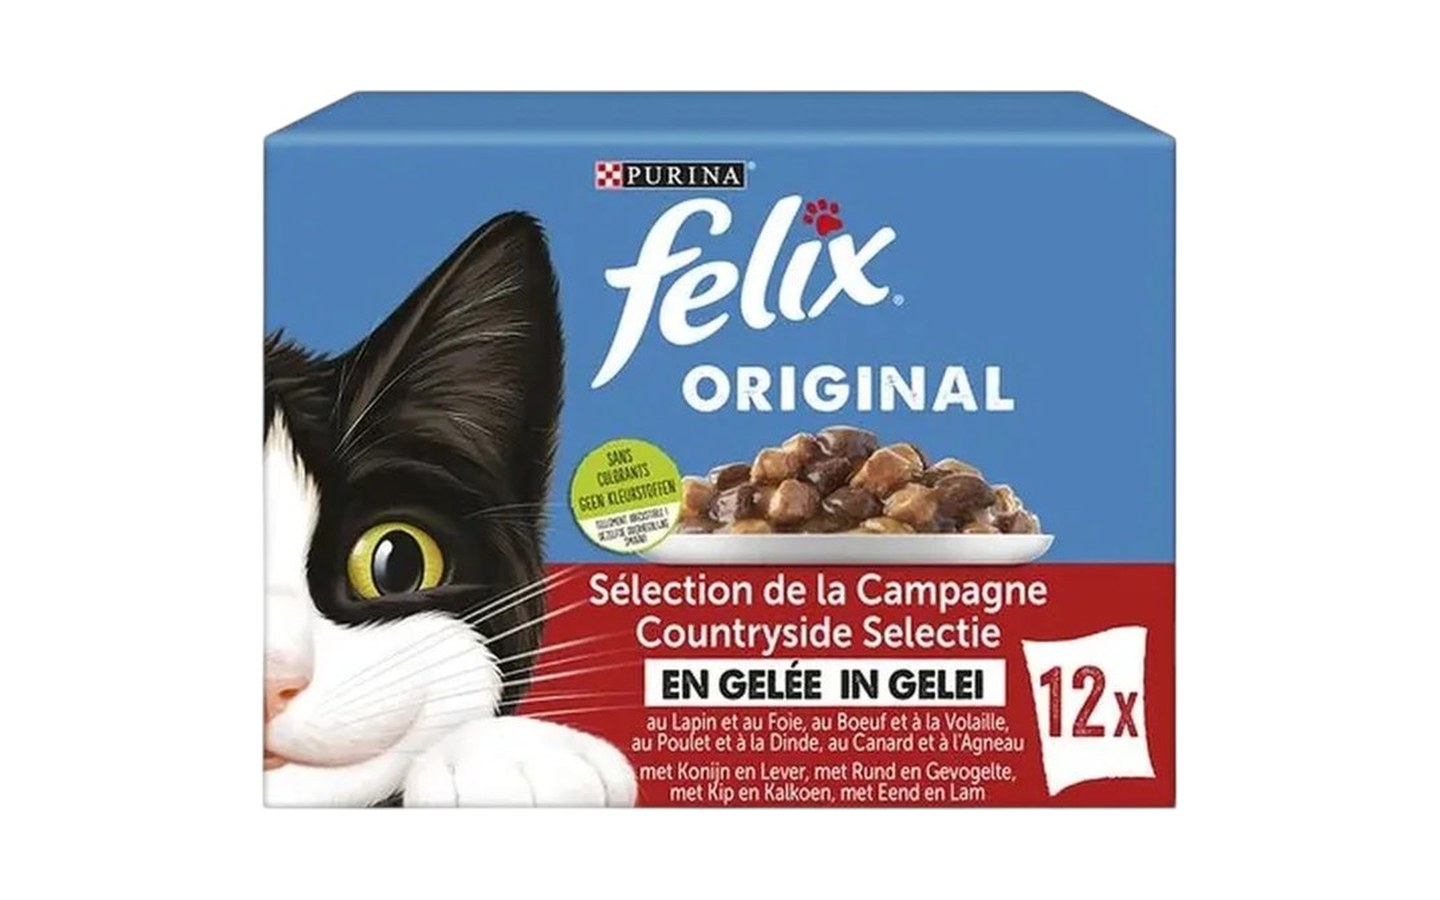 PURINA
felix
ORIGINAL
SANS
COLORANTS
GEEN KLEURSTOFFEN
Sélection de la Campagne
Countryside Selectie
EN GELÉE IN GELEI
au Lapin et au Foie, au Boeuf et à la Volaille,
au Poulet et à la Dinde, au Canard et à l'Agneau
met Konijn en Lever, met Rund en Gevogelte,
met Kip en Kalkoen, met Eend en Lam
12x